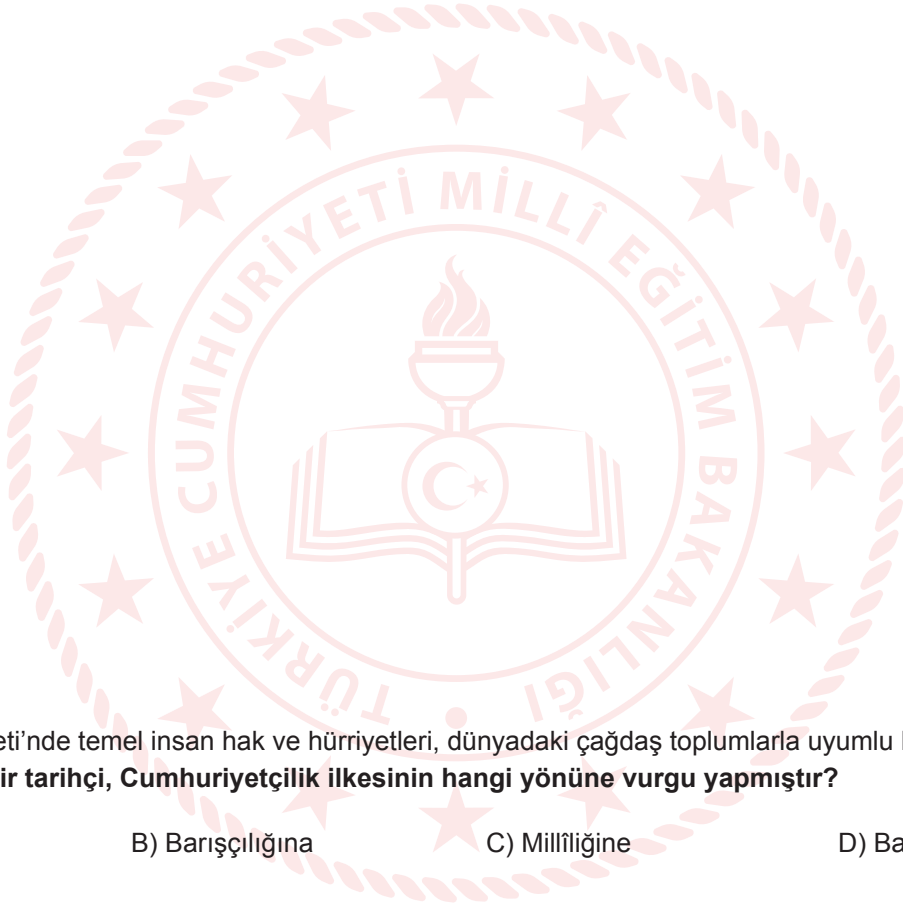 TÜRKİYE CUMHURİYETİ MİLLÎ EĞİTİM BAKANLIĞI
eti’nde temel insan hak ve hürriyetleri, dünyadaki çağdaş toplumlarla uyumlu
ir tarihçi, Cumhuriyetçilik ilkesinin hangi yönüne vurgu yapmıştır?
B) Barışçılığına C) Millîliğine D) Ba